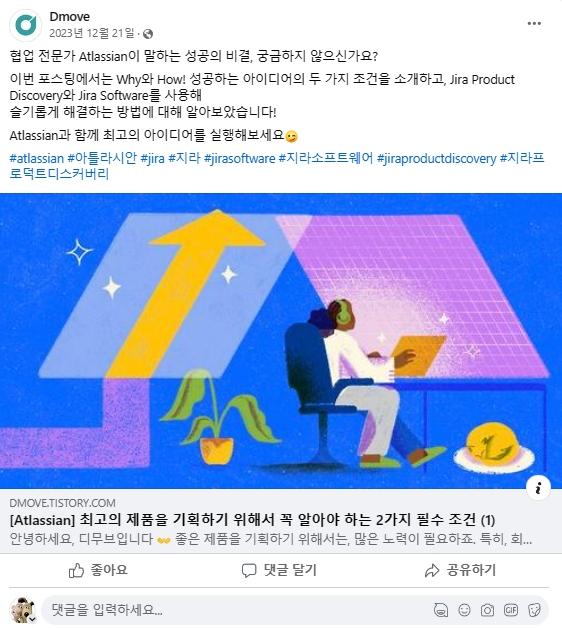 Dmove
2023년 12월 21일 ·
협업 전문가 Atlassian이 말하는 성공의 비결, 궁금하지 않으신가요?
이번 포스팅에서는 Why와 How! 성공하는 아이디어의 두 가지 조건을 소개하고, Jira Product
Discovery와 Jira Software를 사용해
슬기롭게 해결하는 방법에 대해 알아보았습니다!
Atlassian과 함께 최고의 아이디어를 실행해보세요😉
#atlassian #아틀라시안 #jira #지라 #jirasoftware #지라소프트웨어 #jiraproductdiscovery #지라프
로덕트디스커버리
DMOVE.TISTORY.COM
[Atlassian] 최고의 제품을 기획하기 위해서 꼭 알아야 하는 2가지 필수 조건 (1)
안녕하세요, 디무브입니다 👐 좋은 제품을 기획하기 위해서는, 많은 노력이 필요하죠. 특히, 회...
좋아요 댓글 달기 공유하기
댓글을 입력하세요... GIF